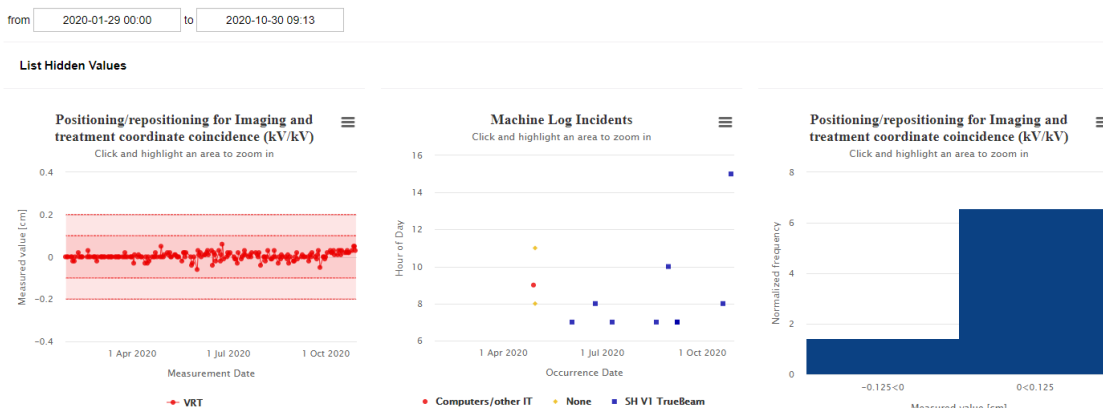 from 2020-01-29 00:00 to 2020-10-30 09:13
List Hidden Values
Positioning/repositioning for Imaging and
treatment coordinate coincidence (kV/kV)
Click and highlight an area to zoom in
0.4
0.2
0
−0.2
−0.4
Measured value [cm]
1 Apr 2020 1 Jul 2020 1 Oct 2020
Measurement Date
VRT
Machine Log Incidents
Click and highlight an area to zoom in
16
14
12
10
8
6
Hour of Day
1 Apr 2020 1 Jul 2020 1 Oct 2020
Occurrence Date
Computers/other IT None SH V1 TrueBeam
Positioning/repositioning for Imaging and
treatment coordinate coincidence (kV/kV)
Click and highlight an area to zoom in
8
6
4
2
0
Normalized frequency
−0.125<0 0<0.125
Measured value [cm]